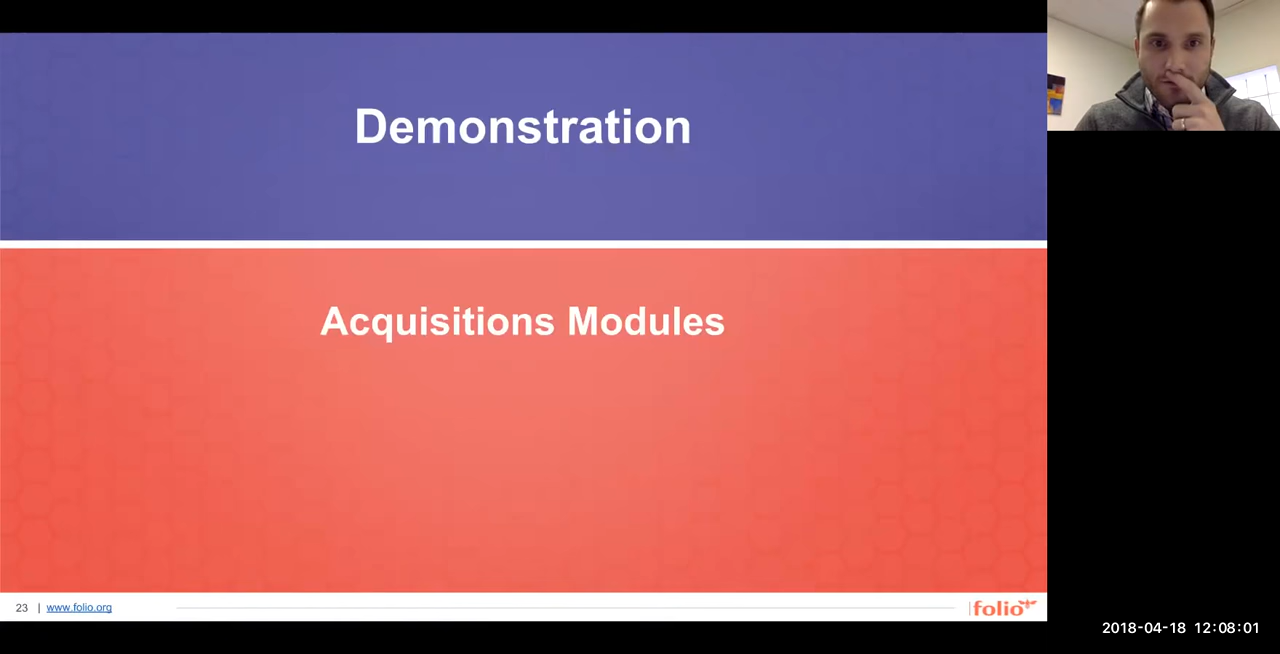 Demonstration
Acquisitions Modules
23 | www.folio.org
|folio
2018-04-18 12:08:01